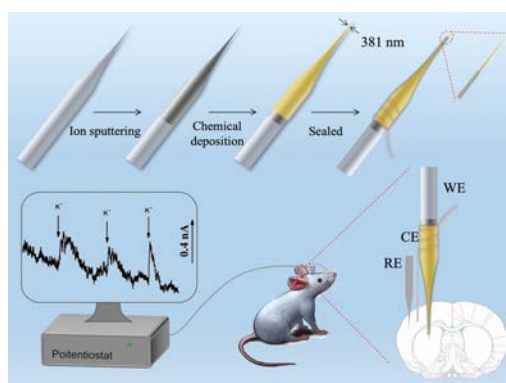 381 nm
Ion sputtering
Chemical
deposition
Sealed
K⁺
K⁺
K⁺
0.4 nA
Poitentiostat
WE
CE
RE